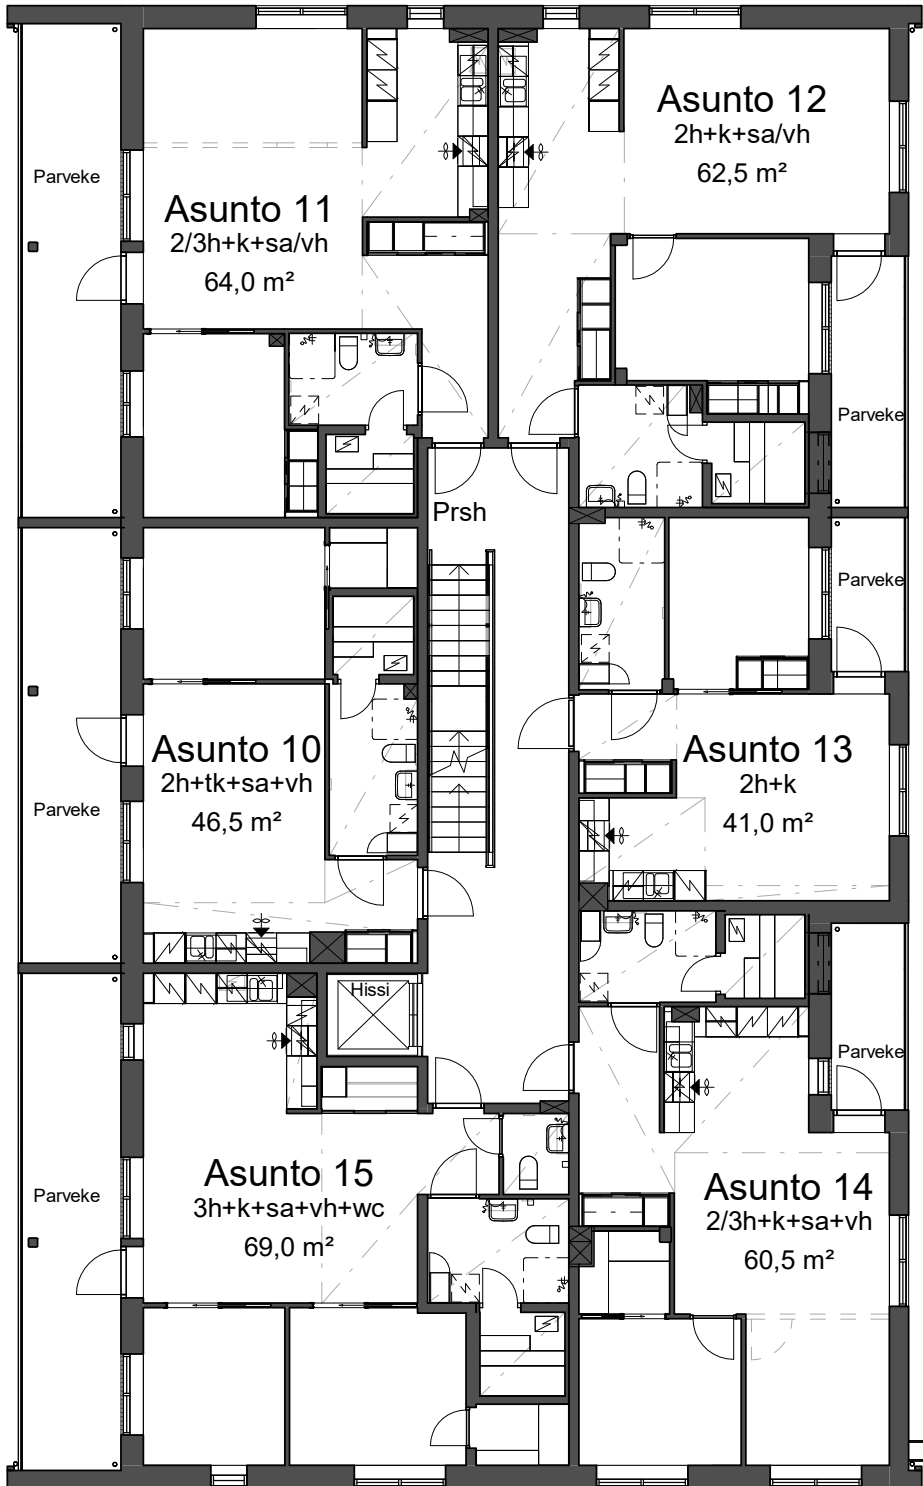 Asunto 12
2h+k+sa/vh
62,5 m²
Parveke
Asunto 11
2/3h+k+sa/vh
64,0 m²
Parveke
Prsh
Parveke
Asunto 10
2h+tk+sa+vh
46,5 m²
Asunto 13
2h+k
41,0 m²
Parveke
Hissi
Parveke
Asunto 15
3h+k+sa+vh+wc
69,0 m²
Parveke
Asunto 14
2/3h+k+sa+vh
60,5 m²